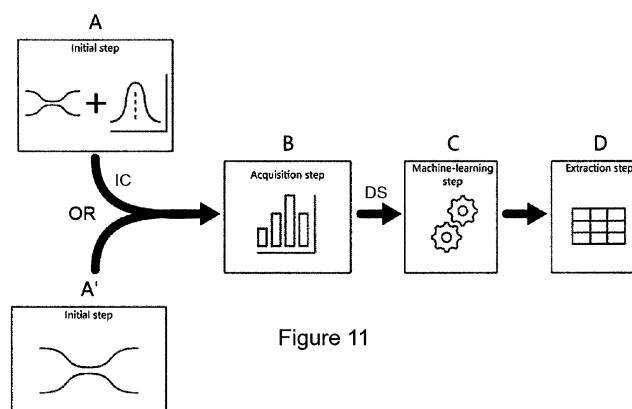 A
Initial step
IC
OR
A'
Initial step
B
Acquisition step
DS
C
Machine-learning
step
D
Extraction step
Figure 11